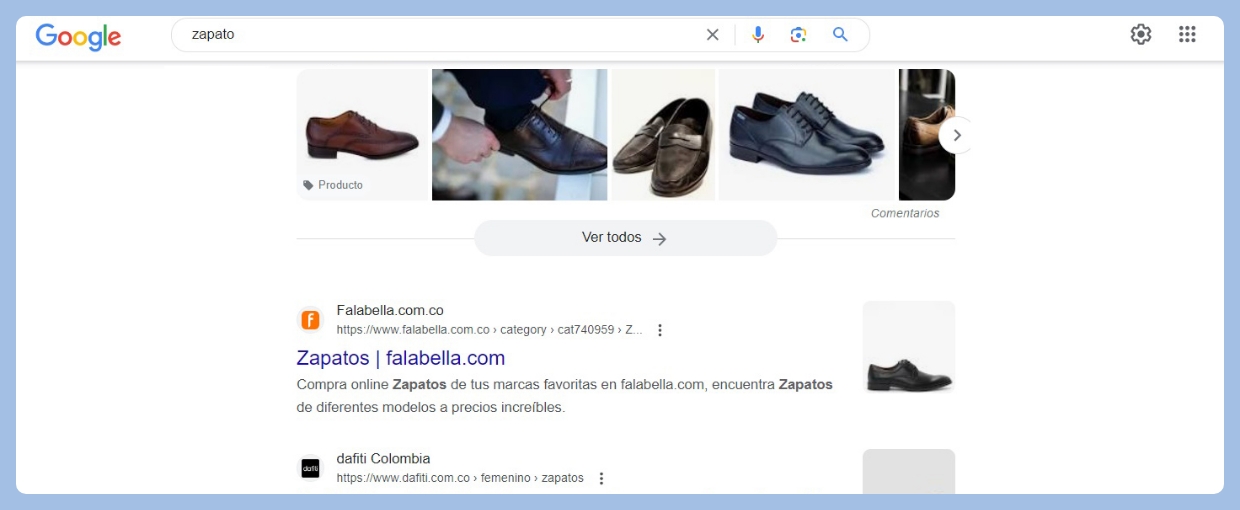 Google
zapato
Producto
Comentarios
Ver todos
Falabella.com.co
https://www.falabella.com.co › category › cat740959 › Z...
Zapatos | falabella.com
Compra online Zapatos de tus marcas favoritas en falabella.com, encuentra Zapatos
de diferentes modelos a precios increíbles.
dafiti
dafiti Colombia
https://www.dafiti.com.co › femenino › zapatos